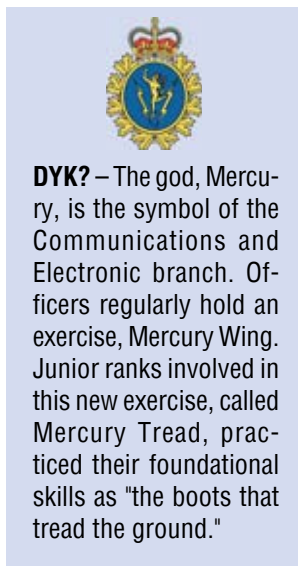 DYK? – The god, Mercu-
ry, is the symbol of the
Communications and
Electronic branch. Of-
ficers regularly hold an
exercise, Mercury Wing.
Junior ranks involved in
this new exercise, called
Mercury Tread, prac-
ticed their foundational
skills as "the boots that
tread the ground."